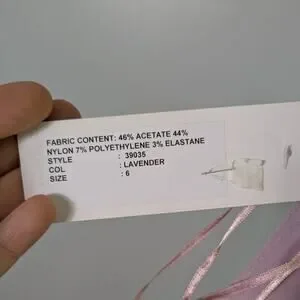 FABRIC CONTENT: 46% ACETATE 44%
NYLON 7% POLYETHYLENE 3% ELASTANE
STYLE : 39035
COL : LAVENDER
SIZE : 6